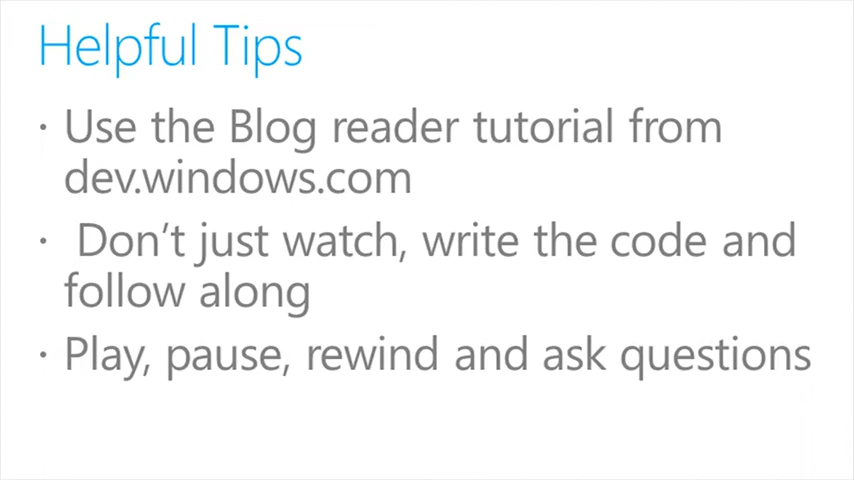 Helpful Tips
· Use the Blog reader tutorial from
dev.windows.com
· Don't just watch, write the code and
follow along
· Play, pause, rewind and ask questions